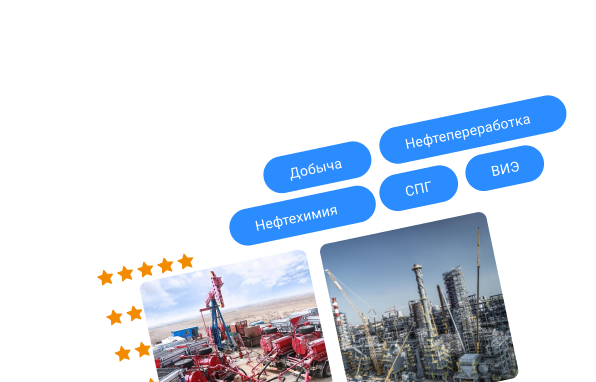 Нефтепереработка
Добыча
ВИЭ
СПГ
Нефтехимия